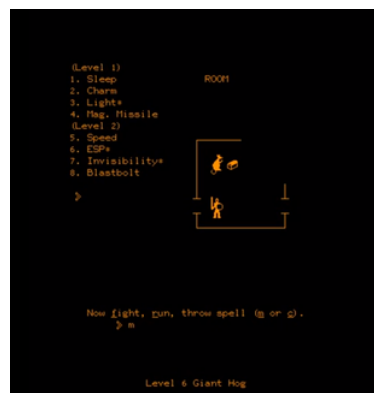 (Level 1)
1. Sleep
ROOM
2. Charm
3. Light*
4. Mag. Missile
(Level 2)
5. Speed
6. ESP*
7. Invisibility*
8. Blastbolt
>
Now fight, run, throw spell (m or c).
> m
Level 6 Giant Hog